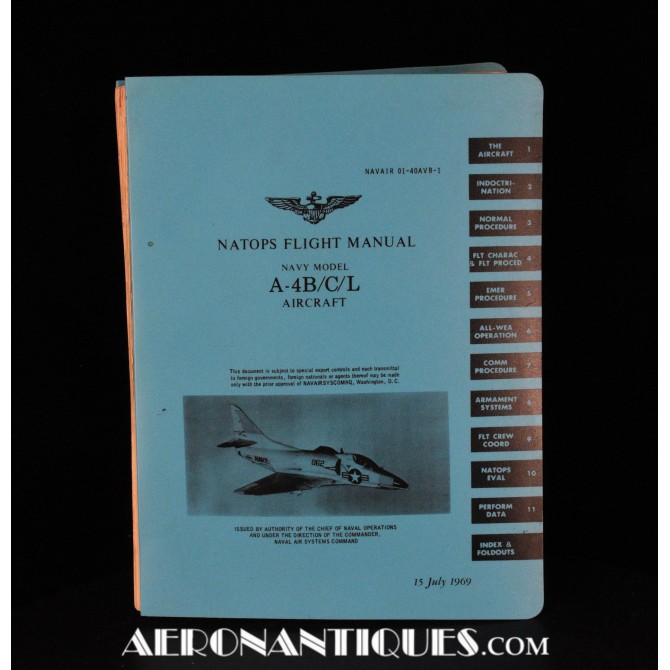 NAVAIR 01-40AVB-1
NATOPS FLIGHT MANUAL
NAVY MODEL
A-4B/C/L
AIRCRAFT
This document is subject to special export controls and each transmittal
to foreign governments, foreign nationals or agents thereof may be made
only with the prior approval of NAVAIRSYSCOMHQ, Washington, D. C.
NAVY
062
ISSUED BY AUTHORITY OF THE CHIEF OF NAVAL OPERATIONS
AND UNDER THE DIRECTION OF THE COMMANDER,
NAVAL AIR SYSTEMS COMMAND
15 July 1969
THE
AIRCRAFT 1
INDOCTRI-
NATION 2
NORMAL
PROCEDURE 3
FLT CHARAC 4
& FLT PROCED
EMER
PROCEDURE 5
ALL-WEA
OPERATION 6
COMM
PROCEDURE 7
ARMAMENT
SYSTEMS 8
FLT CREW
COORD 9
NATOPS
EVAL 10
PERFORM
DATA 11
INDEX &
FOLDOUTS
AERONANTIQUES.COM